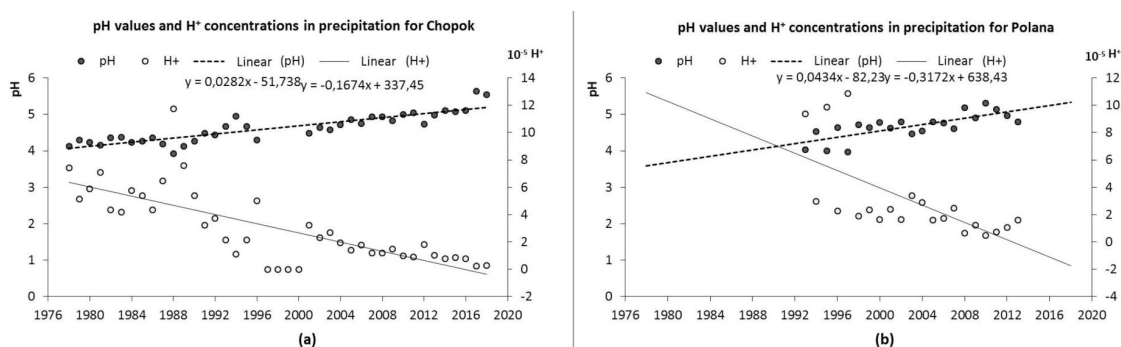 pH values and H⁺ concentrations in precipitation for Chopok
10⁻⁵ H⁺
pH H+ Linear (pH) Linear (H+)
y = 0,0282x - 51,738 y = -0,1674x + 337,45
pH
6
5
4
3
2
1
0
14
12
10
8
6
4
2
0
-2
1976 1980 1984 1988 1992 1996 2000 2004 2008 2012 2016 2020
(a)
pH values and H⁺ concentrations in precipitation for Polana
10⁻⁵ H⁺
pH H+ Linear (pH) Linear (H+)
y = 0,0434x - 82,23 y = -0,3172x + 638,43
pH
6
5
4
3
2
1
0
12
10
8
6
4
2
0
-2
-4
1976 1980 1984 1988 1992 1996 2000 2004 2008 2012 2016 2020
(b)